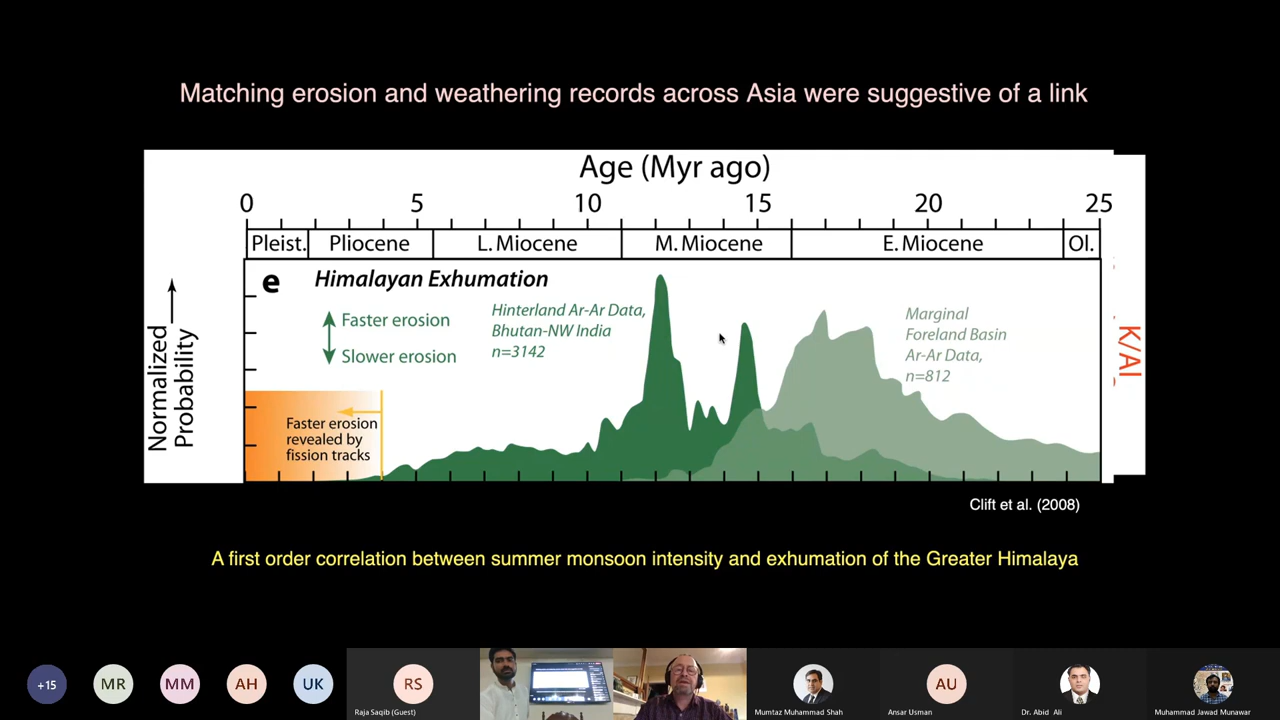 Matching erosion and weathering records across Asia were suggestive of a link
Age (Myr ago)
0 5 10 15 20 25
Pleist. Pliocene L. Miocene M. Miocene E. Miocene Ol.
e Himalayan Exhumation
Faster erosion
Slower erosion
Hinterland Ar-Ar Data,
Bhutan-NW India
n=3142
Marginal
Foreland Basin
Ar-Ar Data,
n=812
Normalized
Probability
Faster erosion
revealed by
fission tracks
K/Al
Clift et al. (2008)
A first order correlation between summer monsoon intensity and exhumation of the Greater Himalaya
+15
MR
MM
AH
UK
RS
Raja Saqib (Guest)
Mumtaz Muhammad Shah
AU
Ansar Usman
Dr. Abid Ali
Muhammad Jawad Munawar